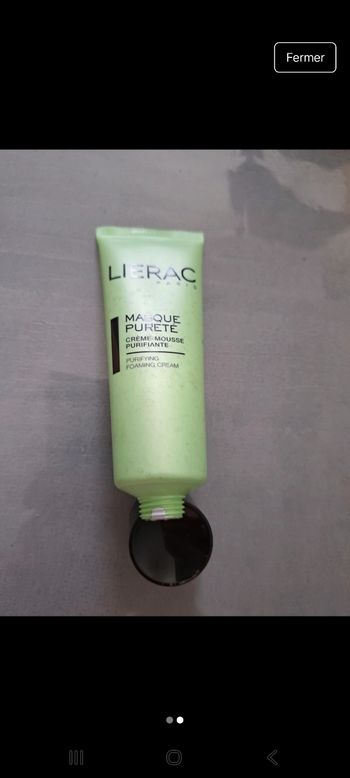 Fermer
LIERAC
PARIS
MASQUE
PURETÉ
CRÈME-MOUSSE
PURIFIANTE
PURIFYING
FOAMING CREAM